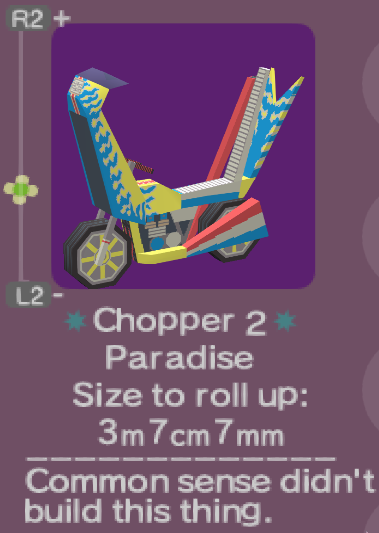 R2 +
L2 -
Chopper 2
Paradise
Size to roll up:
3m7cm7mm
Common sense didn't
build this thing.